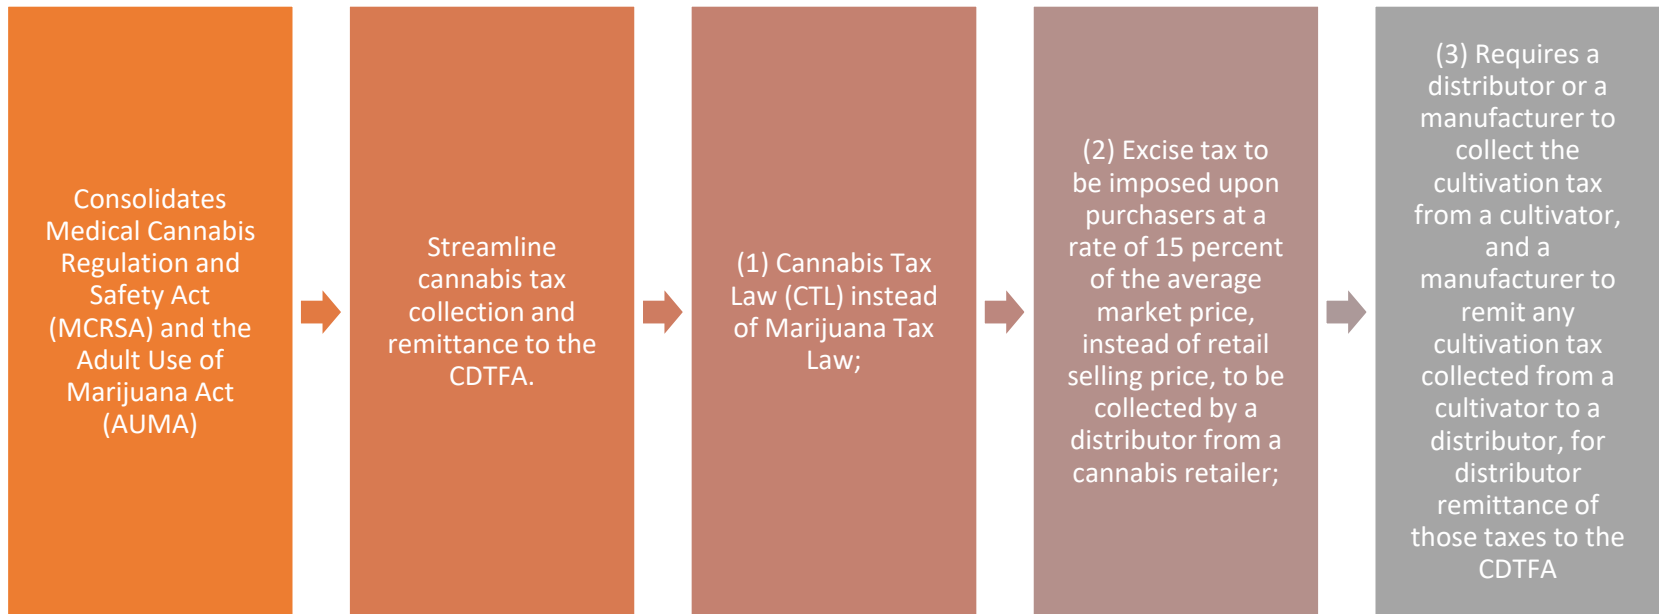 Consolidates
Medical Cannabis
Regulation and
Safety Act
(MCRSA) and the
Adult Use of
Marijuana Act
(AUMA)
Streamline
cannabis tax
collection and
remittance to the
CDTFA.
(1) Cannabis Tax
Law (CTL) instead
of Marijuana Tax
Law;
(2) Excise tax to
be imposed upon
purchasers at a
rate of 15 percent
of the average
market price,
instead of retail
selling price, to be
collected by a
distributor from a
cannabis retailer;
(3) Requires a
distributor or a
manufacturer to
collect the
cultivation tax
from a cultivator,
and a
manufacturer to
remit any
cultivation tax
collected from a
cultivator to a
distributor, for
distributor
remittance of
those taxes to the
CDTFA